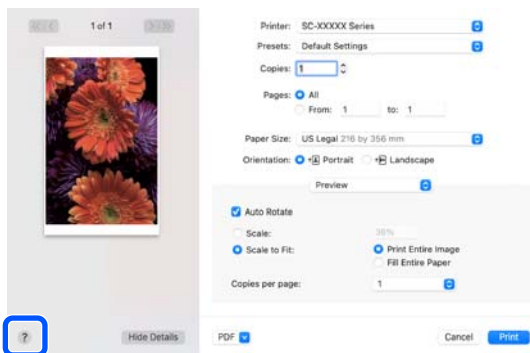 1 of 1
Printer: SC-XXXXX Series
Presets: Default Settings
Copies: 1
Pages: All
From: 1 to: 1
Paper Size: US Legal 216 by 356 mm
Orientation: Portrait Landscape
Preview
Auto Rotate
Scale: 36%
Scale to Fit: Print Entire Image
Fill Entire Paper
Copies per page: 1
? Hide Details PDF Cancel Print